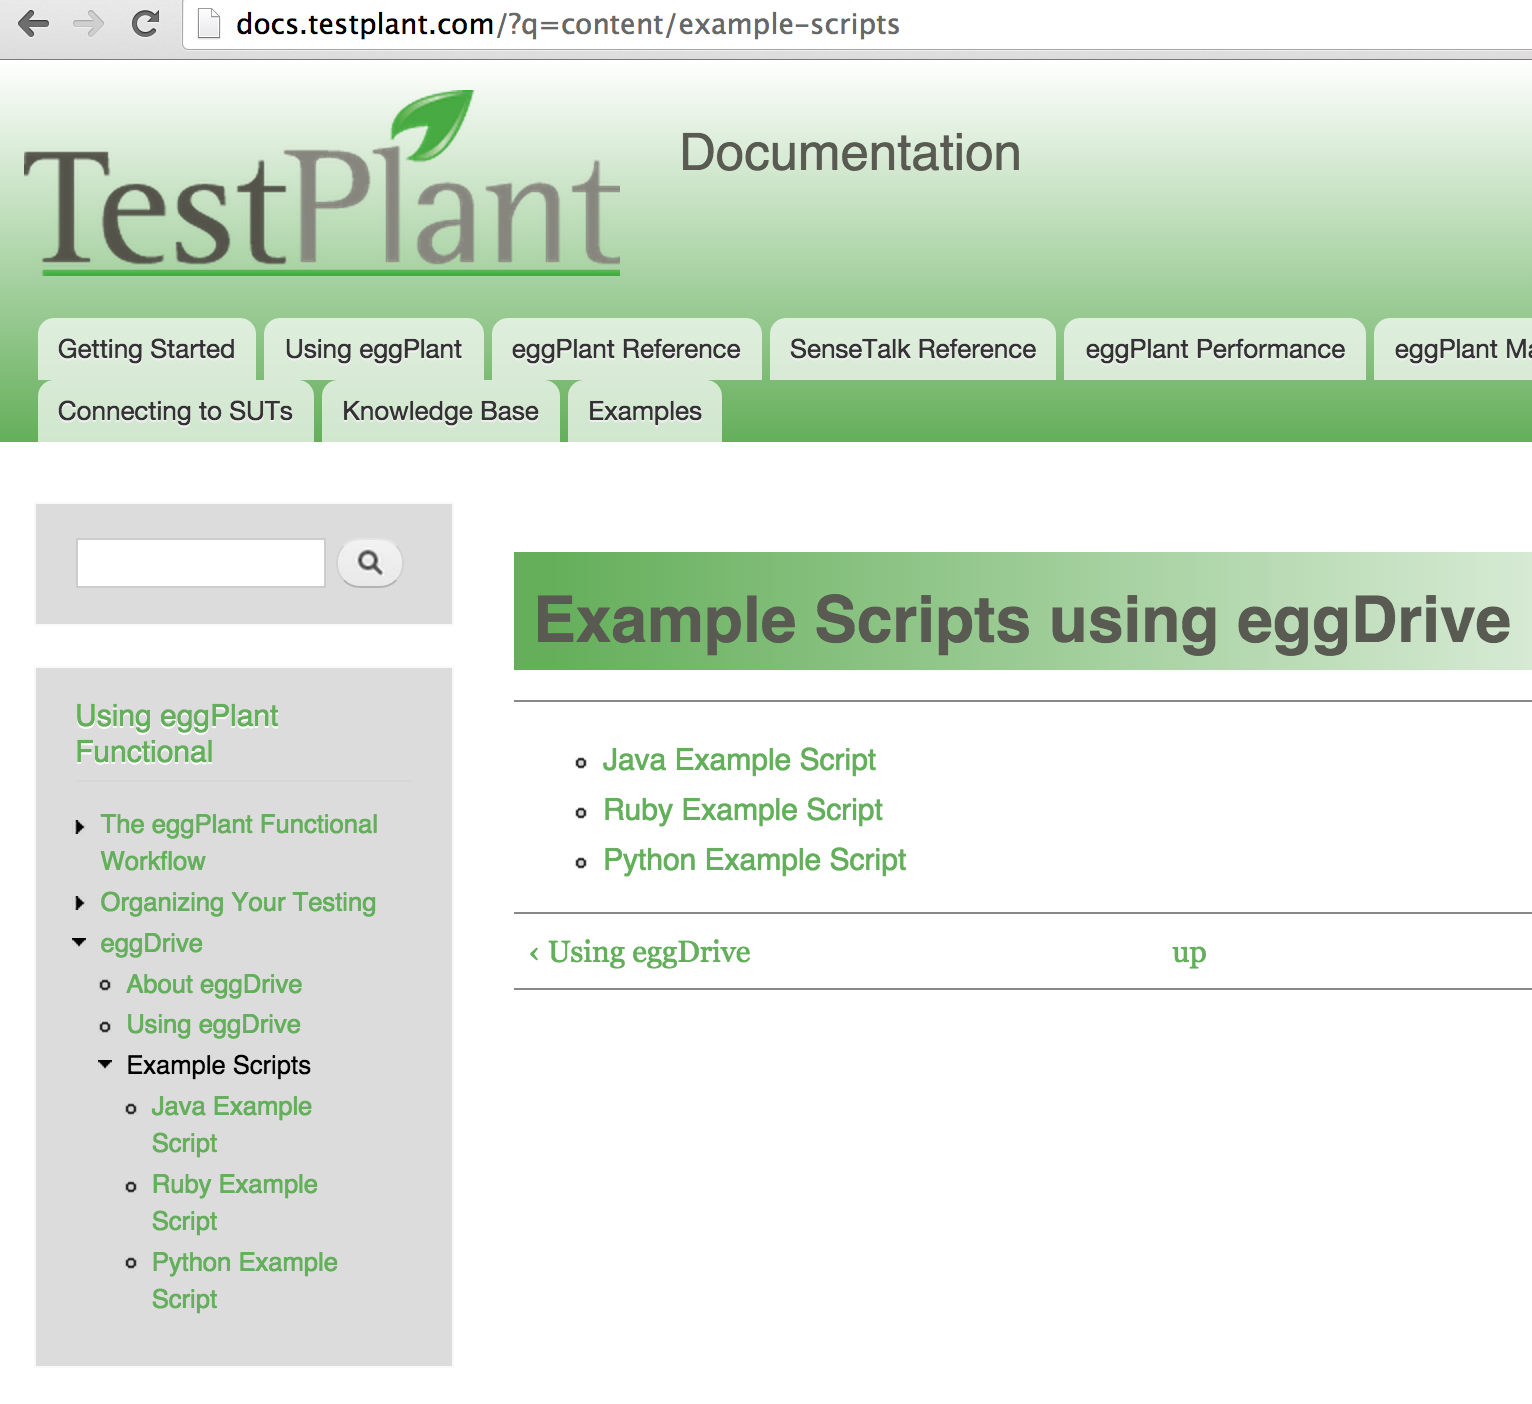 docs.testplant.com/?q=content/example-scripts
TestPlant
Documentation
Getting Started
Using eggPlant
eggPlant Reference
SenseTalk Reference
eggPlant Performance
eggPlant Ma
Connecting to SUTs
Knowledge Base
Examples
Using eggPlant
Functional
The eggPlant Functional
Workflow
Organizing Your Testing
eggDrive
About eggDrive
Using eggDrive
Example Scripts
Java Example
Script
Ruby Example
Script
Python Example
Script
Example Scripts using eggDrive
Java Example Script
Ruby Example Script
Python Example Script
‹ Using eggDrive
up